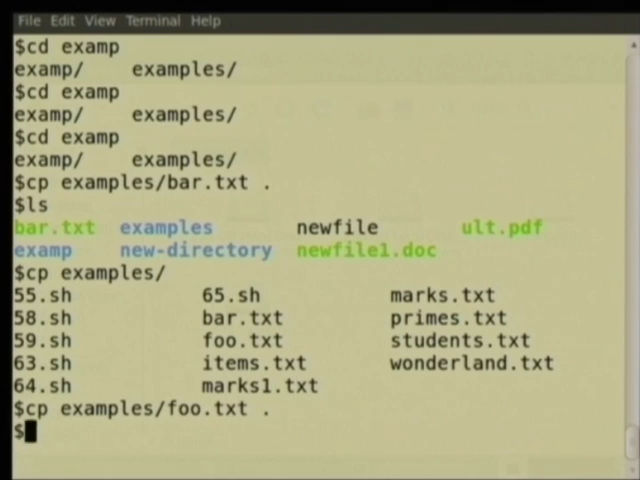 File Edit View Terminal Help
$cd examp
examp/ examples/
$cd examp
examp/ examples/
$cd examp
examp/ examples/
$cp examples/bar.txt .
$ls
bar.txt examples newfile ult.pdf
examp new-directory newfile1.doc
$cp examples/
55.sh 65.sh marks.txt
58.sh bar.txt primes.txt
59.sh foo.txt students.txt
63.sh items.txt wonderland.txt
64.sh marks1.txt
$cp examples/foo.txt .
$